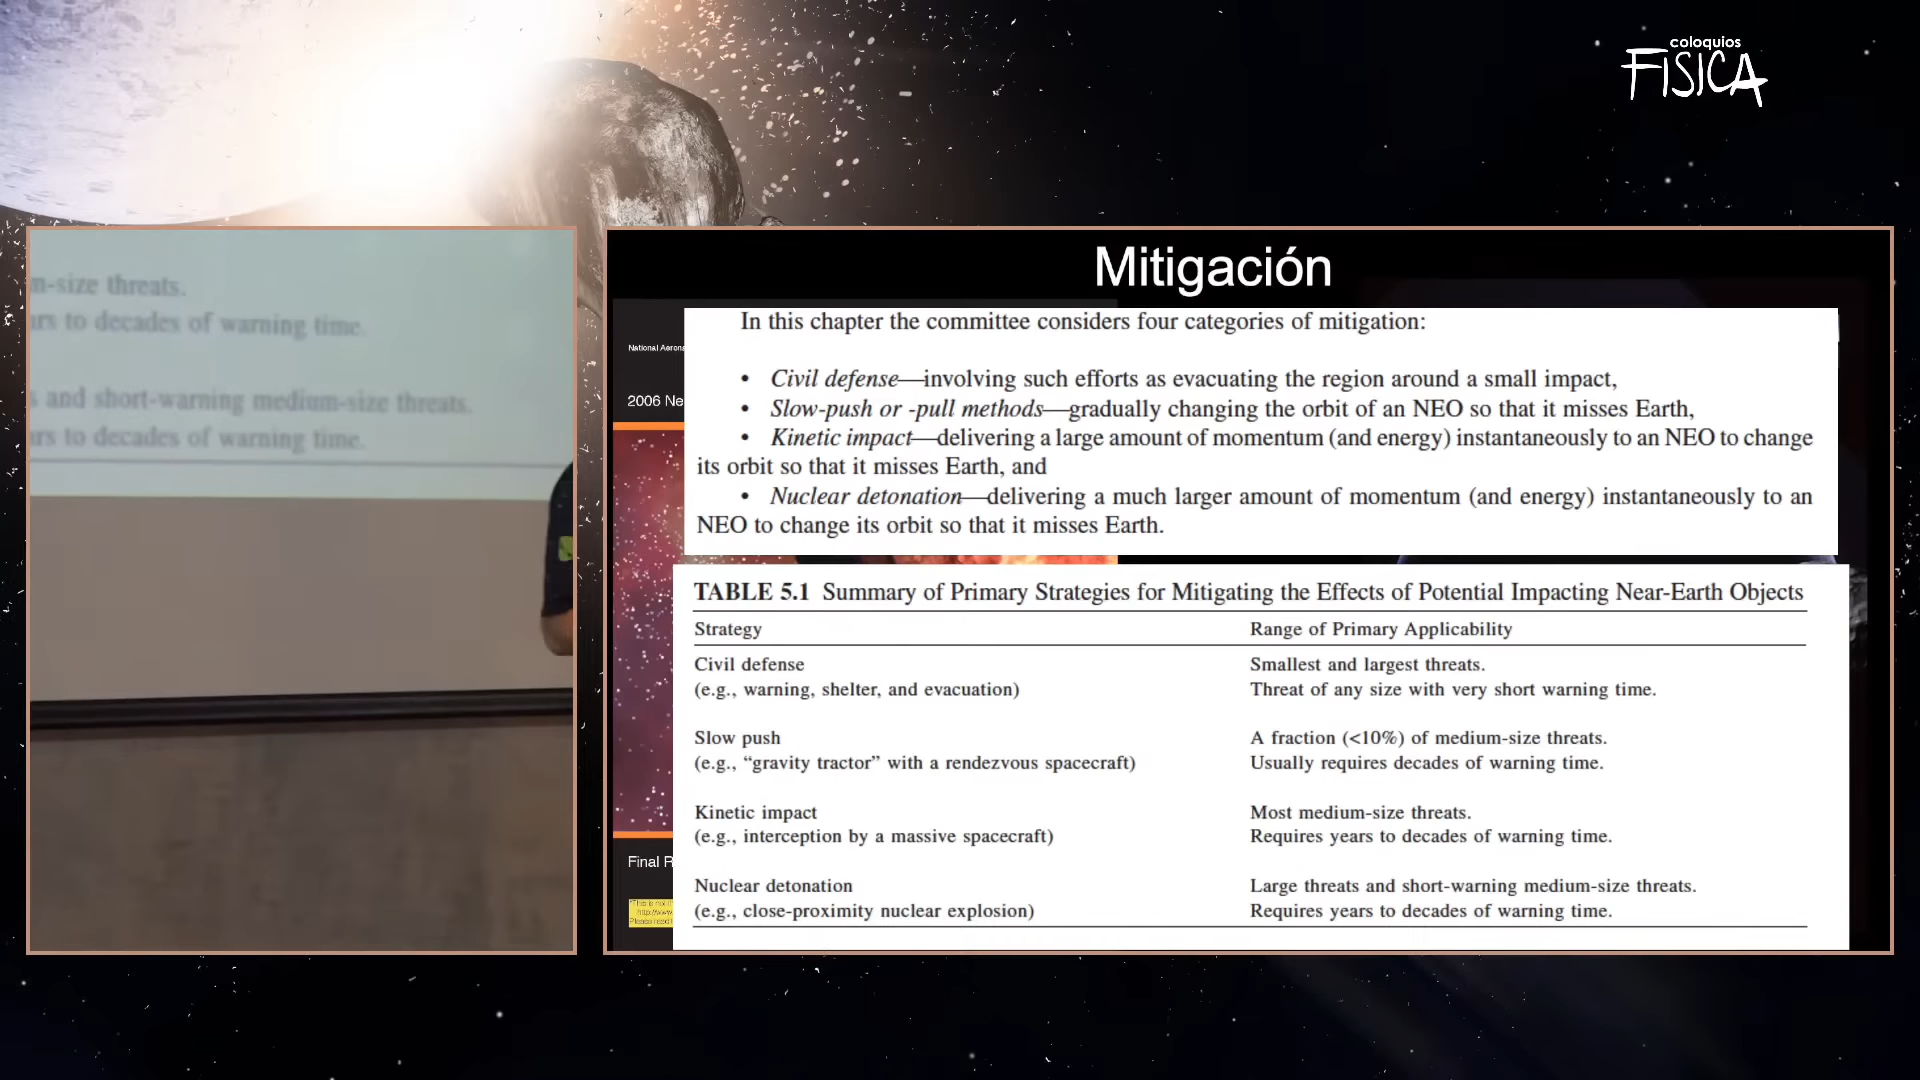 coloquios
FISICA
m-size threats.
to decades of warning time.
and short-warning medium-size threats.
to decades of warning time.
Mitigación
National Aerona
2006 Ne
Final R
In this chapter the committee considers four categories of mitigation:
• Civil defense—involving such efforts as evacuating the region around a small impact,
• Slow-push or -pull methods—gradually changing the orbit of an NEO so that it misses Earth,
• Kinetic impact—delivering a large amount of momentum (and energy) instantaneously to an NEO to change
its orbit so that it misses Earth, and
• Nuclear detonation—delivering a much larger amount of momentum (and energy) instantaneously to an
NEO to change its orbit so that it misses Earth.
TABLE 5.1 Summary of Primary Strategies for Mitigating the Effects of Potential Impacting Near-Earth Objects
Strategy Range of Primary Applicability
Civil defense Smallest and largest threats.
(e.g., warning, shelter, and evacuation) Threat of any size with very short warning time.
Slow push A fraction (<10%) of medium-size threats.
(e.g., “gravity tractor” with a rendezvous spacecraft) Usually requires decades of warning time.
Kinetic impact Most medium-size threats.
(e.g., interception by a massive spacecraft) Requires years to decades of warning time.
Nuclear detonation Large threats and short-warning medium-size threats.
(e.g., close-proximity nuclear explosion) Requires years to decades of warning time.